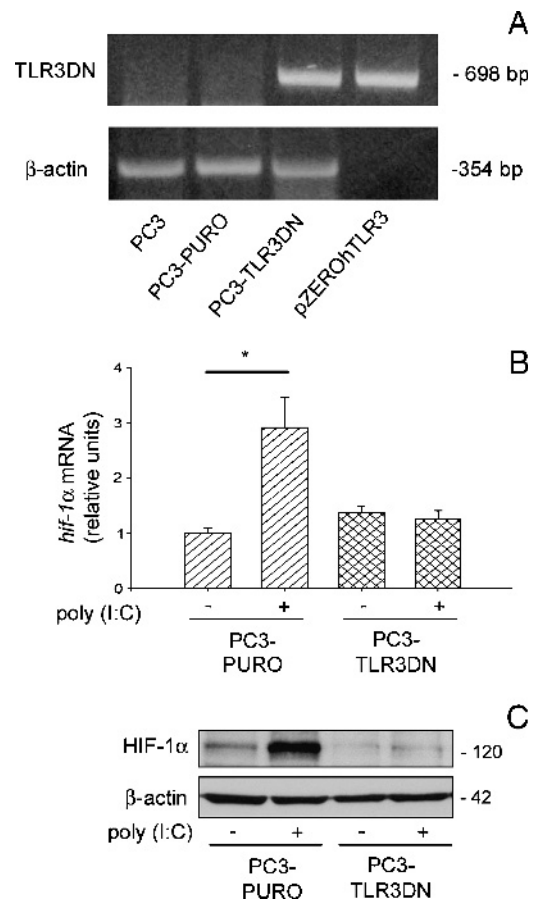 A
TLR3DN
- 698 bp
β-actin
-354 bp
PC3
PC3-PURO
PC3-TLR3DN
pZEROhTLR3
B
hif-1α mRNA
(relative units)
4
3
2
1
0
*
poly (I:C)
- + - +
PC3-
PURO
PC3-
TLR3DN
C
HIF-1α
- 120
β-actin
- 42
poly (I:C)
- + - +
PC3-
PURO
PC3-
TLR3DN